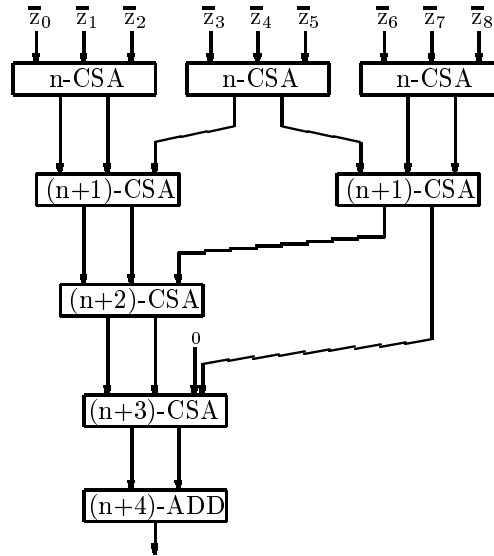 z̅₀ z̅₁ z̅₂ z̅₃ z̅₄ z̅₅ z̅₆ z̅₇ z̅₈
n-CSA n-CSA n-CSA
(n+1)-CSA (n+1)-CSA
(n+2)-CSA
0
(n+3)-CSA
(n+4)-ADD